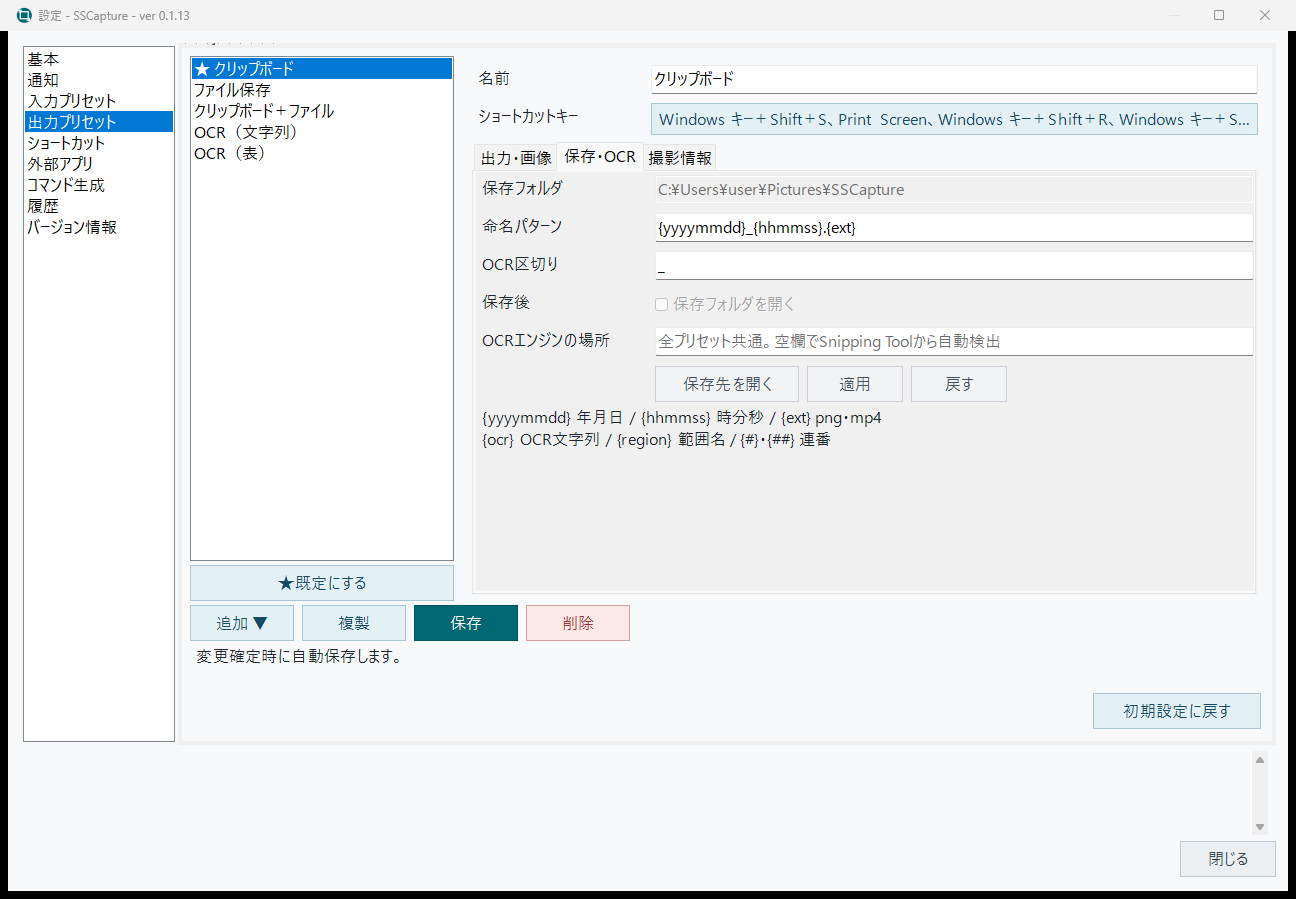 設定 - SSCapture - ver 0.1.13
基本
通知
入力プリセット
出力プリセット
ショートカット
外部アプリ
コマンド生成
履歴
バージョン情報
★ クリップボード
ファイル保存
クリップボード＋ファイル
OCR（文字列）
OCR（表）
★既定にする
追加 ▼
複製
保存
削除
変更確定時に自動保存します。
名前
クリップボード
ショートカットキー
Windows キー＋Shift＋S、Print Screen、Windows キー＋Shift＋R、Windows キー＋S...
出力・画像
保存・OCR
撮影情報
保存フォルダ
C:¥Users¥user¥Pictures¥SSCapture
命名パターン
{yyyymmdd}_{hhmmss}.{ext}
OCR区切り
_
保存後
保存フォルダを開く
OCRエンジンの場所
全プリセット共通。空欄でSnipping Toolから自動検出
保存先を開く
適用
戻す
{yyyymmdd} 年月日 / {hhmmss} 時分秒 / {ext} png・mp4
{ocr} OCR文字列 / {region} 範囲名 / {#}・{##} 連番
初期設定に戻す
閉じる